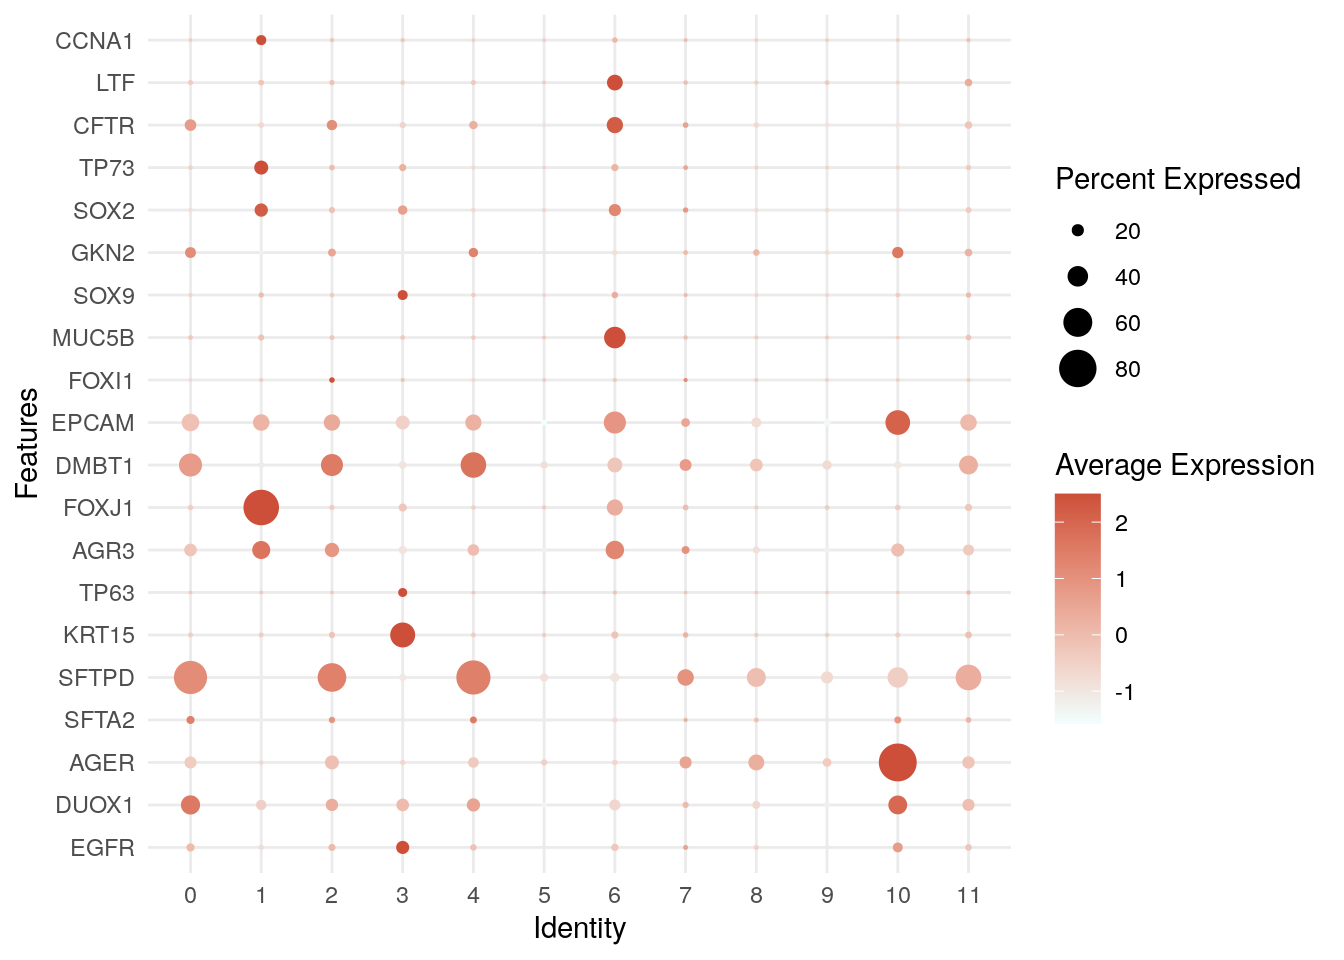 CCNA1
LTF
CFTR
TP73
SOX2
GKN2
SOX9
MUC5B
FOXI1
EPCAM
DMBT1
FOXJ1
AGR3
TP63
KRT15
SFTPD
SFTA2
AGER
DUOX1
EGFR
Features
0 1 2 3 4 5 6 7 8 9 10 11
Identity
Percent Expressed
20
40
60
80
Average Expression
2
1
0
-1